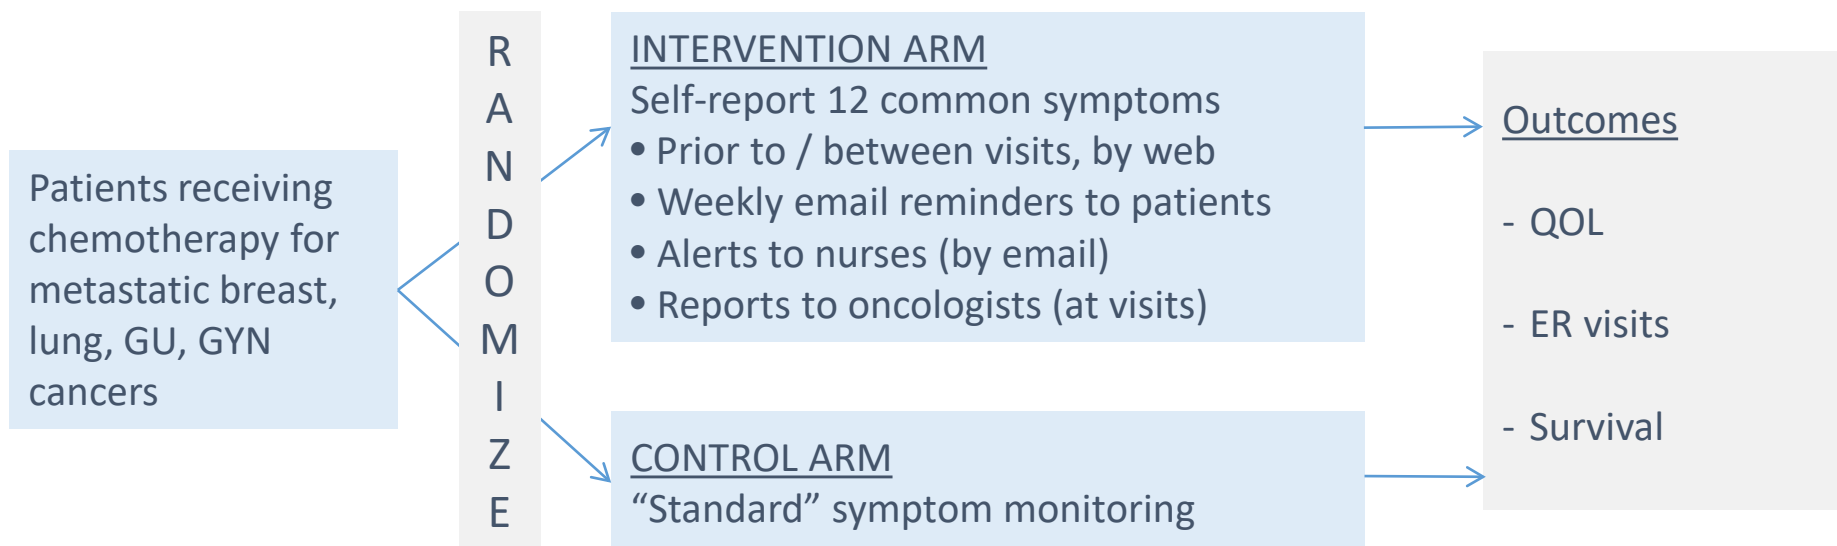 Patients receiving
chemotherapy for
metastatic breast,
lung, GU, GYN
cancers
R
A
N
D
O
M
I
Z
E
INTERVENTION ARM
Self-report 12 common symptoms
• Prior to / between visits, by web
• Weekly email reminders to patients
• Alerts to nurses (by email)
• Reports to oncologists (at visits)
CONTROL ARM
“Standard” symptom monitoring
Outcomes
- QOL
- ER visits
- Survival